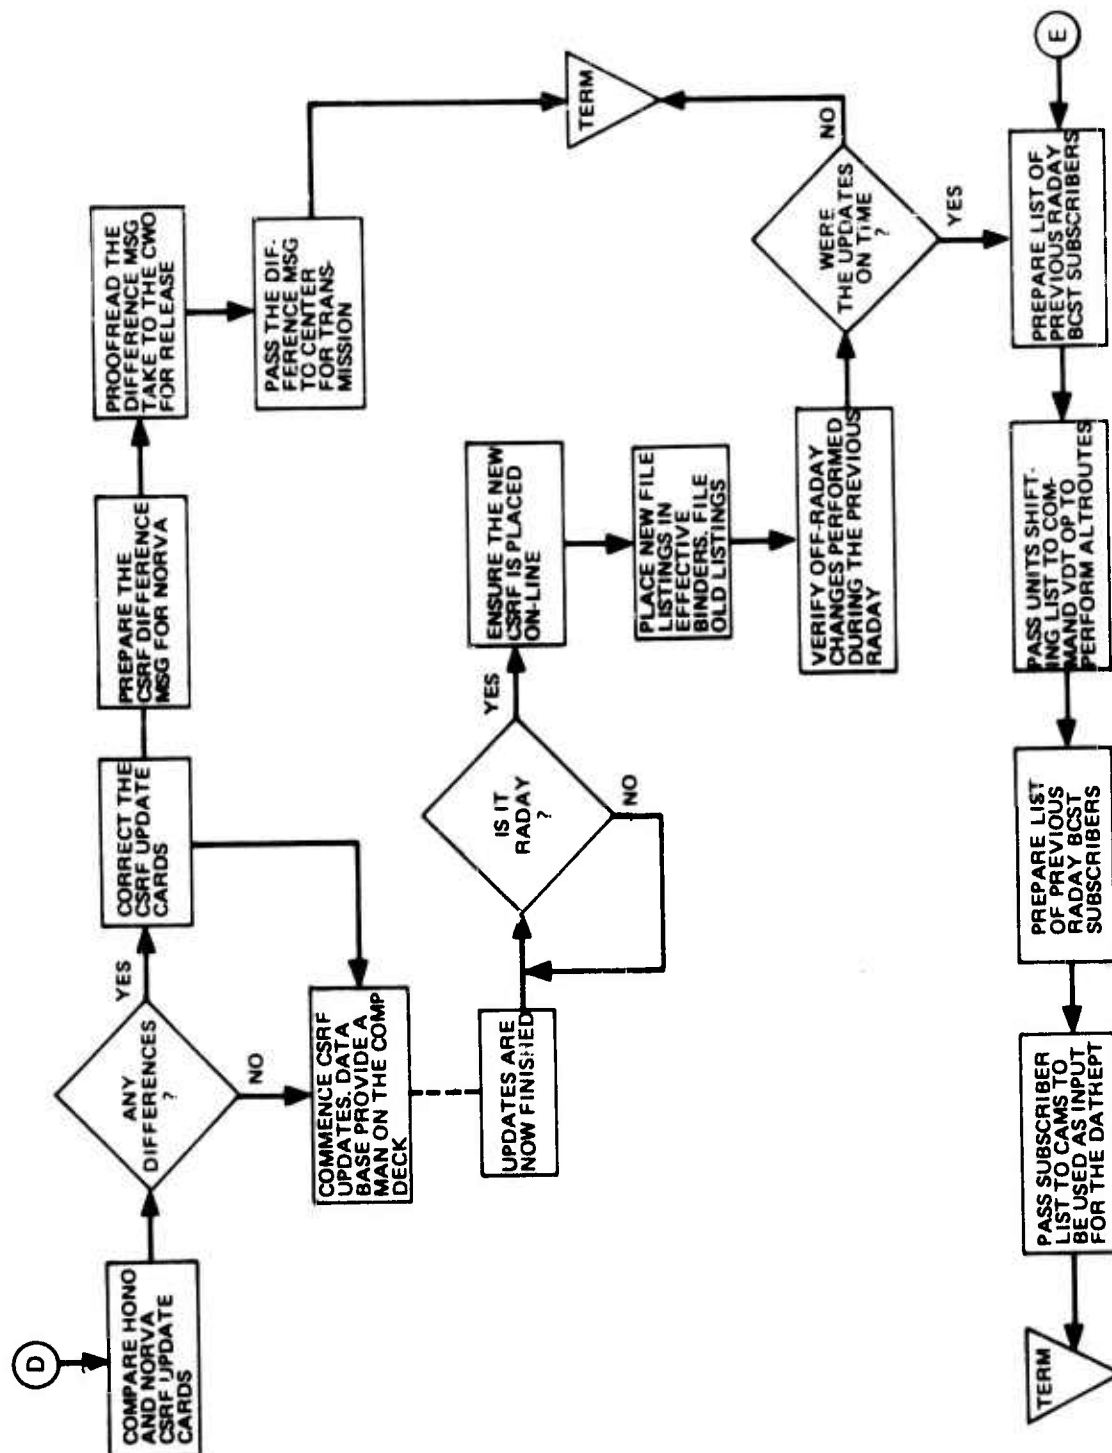 D
COMPARE HONO
AND NORVA
CSRF UPDATE
CARDS
ANY
DIFFERENCES
?
YES
NO
CORRECT THE
CSRF UPDATE
CARDS
PREPARE THE
CSRF DIFFERENCE
MSG FOR NORVA
PROOFREAD THE
DIFFERENCE MSG
TAKE TO THE CWO
FOR RELEASE
PASS THE DIF-
FERENCE MSG
TO CENTER
FOR TRANS-
MISSION
TERM
COMMENCE CSRF
UPDATES. DATA
BASE PROVIDE A
MAN ON THE COMP
DECK
UPDATES ARE
NOW FINISHED
IS IT
RADAY
?
YES
NO
ENSURE THE NEW
CSRF IS PLACED
ON-LINE
PLACE NEW FILE
LISTINGS IN
EFFECTIVE
BINDERS, FILE
OLD LISTINGS
VERIFY OFF-RADAY
CHANGES PERFORMED
DURING THE PREVIOUS
RADAY
WERE
THE UPDATES
ON TIME
?
NO
YES
E
PREPARE LIST OF
PREVIOUS RADAY
BCST SUBSCRIBERS
PASS UNITS SHIFT-
ING LIST TO COM-
MAND VDT OP TO
PERFORM ALTROUTES
PREPARE LIST
OF PREVIOUS
RADAY BCST
SUBSCRIBERS
PASS SUBSCRIBER
LIST TO CAMS TO
BE USED AS INPUT
FOR THE DATREPT
TERM